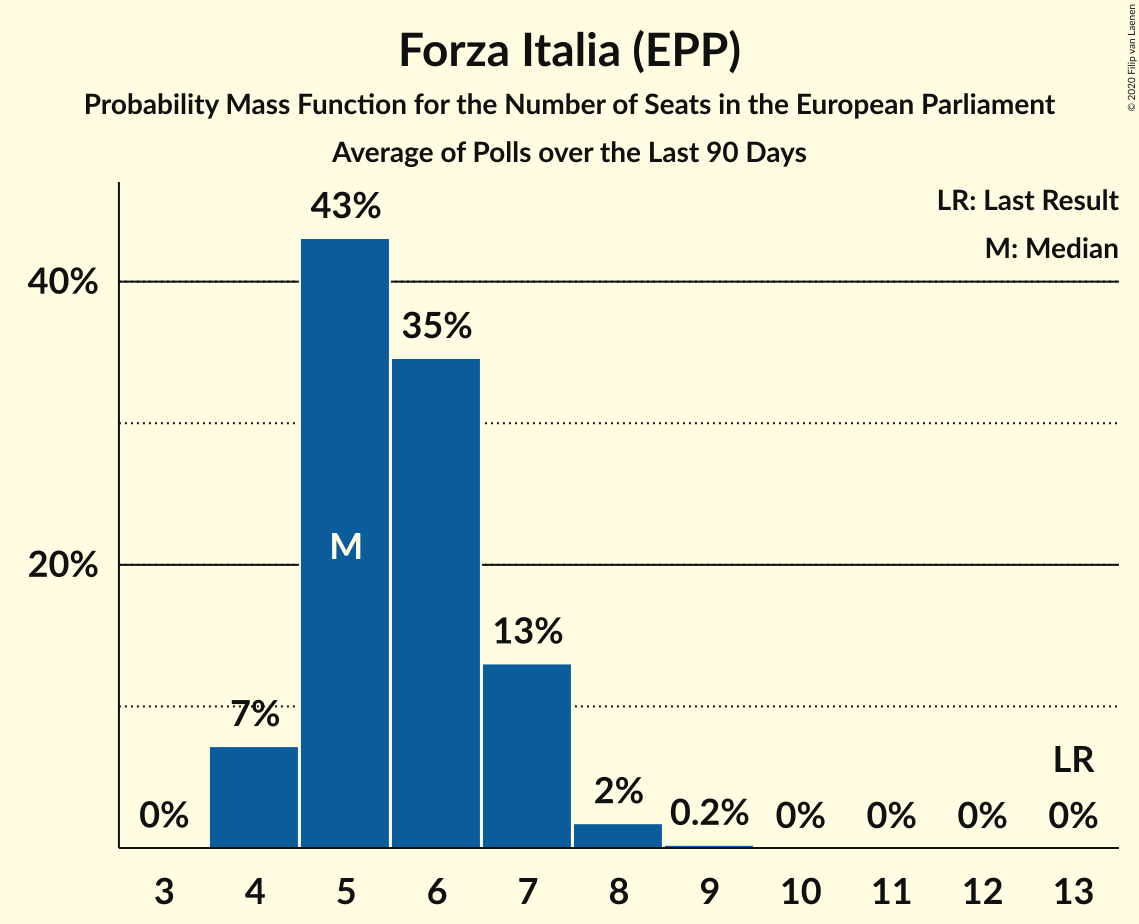 Forza Italia (EPP)
Probability Mass Function for the Number of Seats in the European Parliament
Average of Polls over the Last 90 Days
© 2020 Filip van Laenen
LR: Last Result
M: Median
43%
40%
35%
M
20%
13%
7%
LR
0%
2%
0.2%
0%
0%
0%
0%
3 4 5 6 7 8 9 10 11 12 13